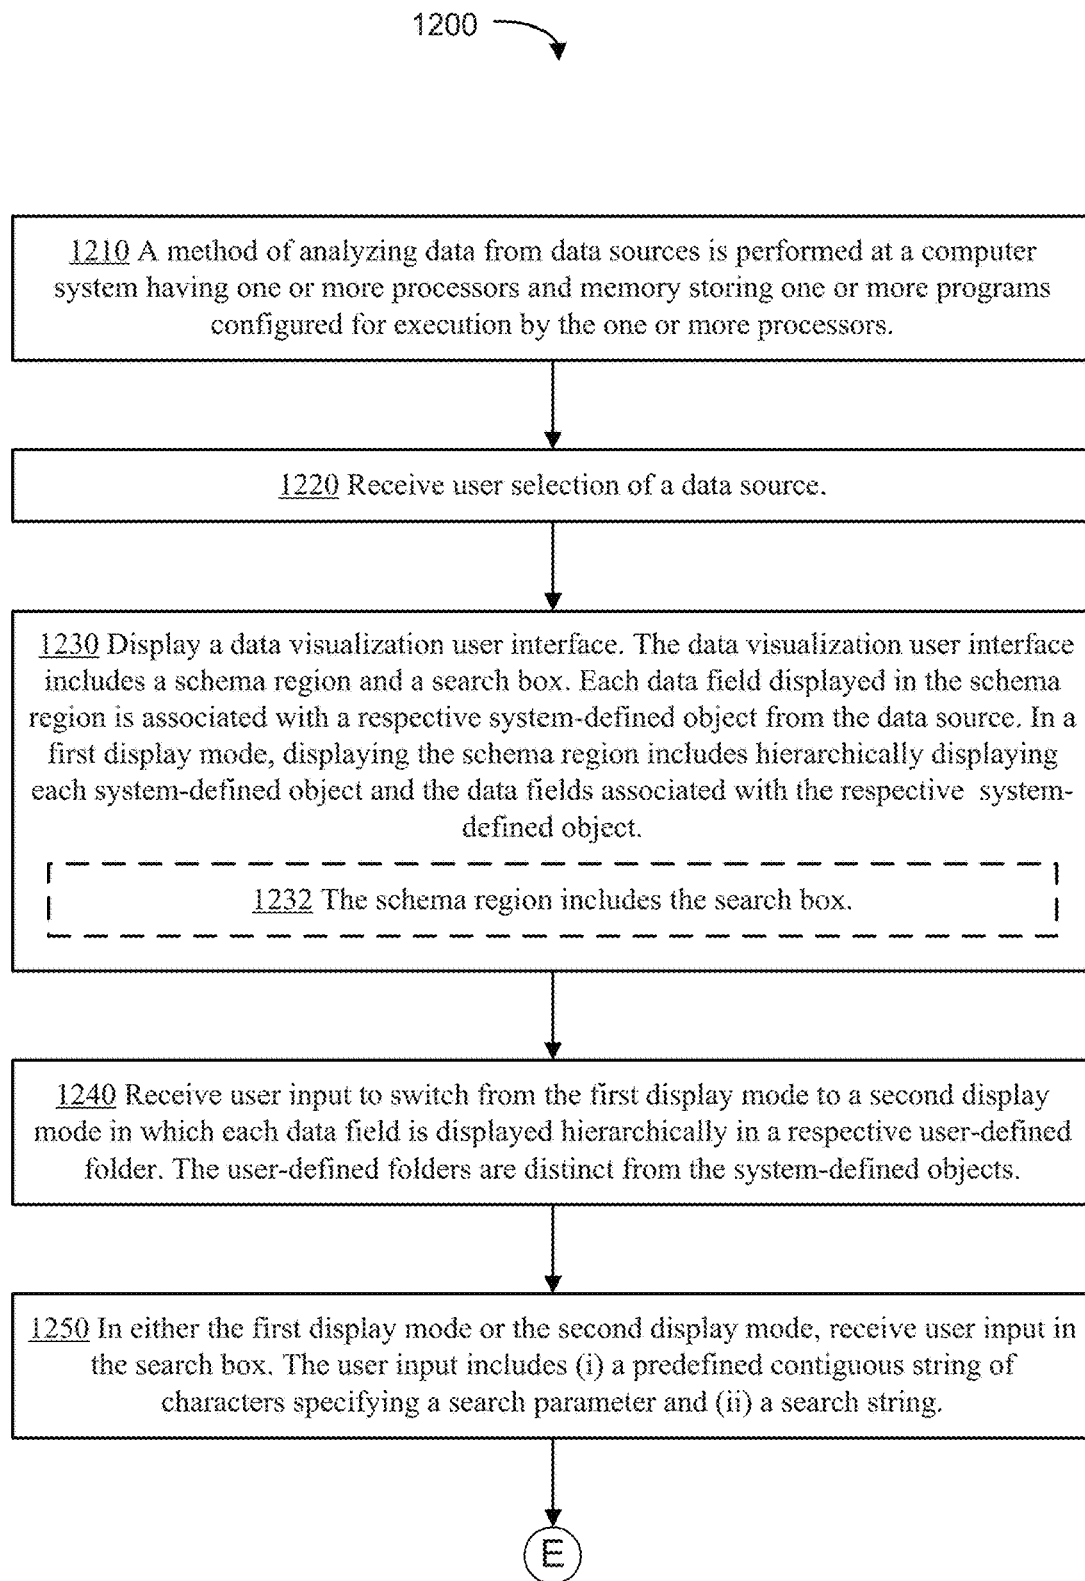 1200
1210 A method of analyzing data from data sources is performed at a computer
system having one or more processors and memory storing one or more programs
configured for execution by the one or more processors.
1220 Receive user selection of a data source.
1230 Display a data visualization user interface. The data visualization user interface
includes a schema region and a search box. Each data field displayed in the schema
region is associated with a respective system-defined object from the data source. In a
first display mode, displaying the schema region includes hierarchically displaying
each system-defined object and the data fields associated with the respective system-
defined object.
1232 The schema region includes the search box.
1240 Receive user input to switch from the first display mode to a second display
mode in which each data field is displayed hierarchically in a respective user-defined
folder. The user-defined folders are distinct from the system-defined objects.
1250 In either the first display mode or the second display mode, receive user input in
the search box. The user input includes (i) a predefined contiguous string of
characters specifying a search parameter and (ii) a search string.
E